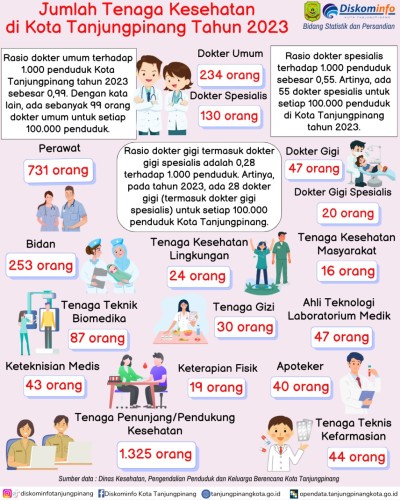 Jumlah Tenaga Kesehatan
di Kota Tanjungpinang Tahun 2023
Diskominfo
KOTA TANJUNGPINANG
Bidang Statistik dan Persandian
Rasio dokter umum terhadap
1.000 penduduk Kota
Tanjungpinang tahun 2023
sebesar 0,99. Dengan kata
lain, ada sebanyak 99 orang
dokter umum untuk setiap
100.000 penduduk.
Dokter Umum
234 orang
Dokter Spesialis
130 orang
Rasio dokter spesialis
terhadap 1.000 penduduk
sebesar 0,55. Artinya, ada
55 dokter spesialis untuk
setiap 100.000 penduduk
di Kota Tanjungpinang
tahun 2023.
Perawat
731 orang
Rasio dokter gigi termasuk dokter
gigi spesialis adalah 0,28
terhadap 1.000 penduduk. Artinya,
pada tahun 2023, ada 28 dokter
gigi (termasuk dokter gigi
spesialis) untuk setiap 100.000
penduduk Kota Tanjungpinang.
Dokter Gigi
47 orang
Dokter Gigi Spesialis
20 orang
Bidan
253 orang
Tenaga Kesehatan
Lingkungan
24 orang
Tenaga Kesehatan
Masyarakat
16 orang
Tenaga Teknik
Biomedika
87 orang
Tenaga Gizi
30 orang
Ahli Teknologi
Laboratorium Medik
47 orang
Keteknisian Medis
43 orang
Keterapian Fisik
19 orang
Apoteker
40 orang
Tenaga Penunjang/Pendukung
Kesehatan
1.325 orang
Tenaga Teknis
Kefarmasian
44 orang
Sumber data : Dinas Kesehatan, Pengendalian Penduduk dan Keluarga Berencana Kota Tanjungpinang
diskominfotanjungpinang
Diskominfo Kota Tanjungpinang
tanjungpinangkota.go.id
opendata.tanjungpinangkota.go.id